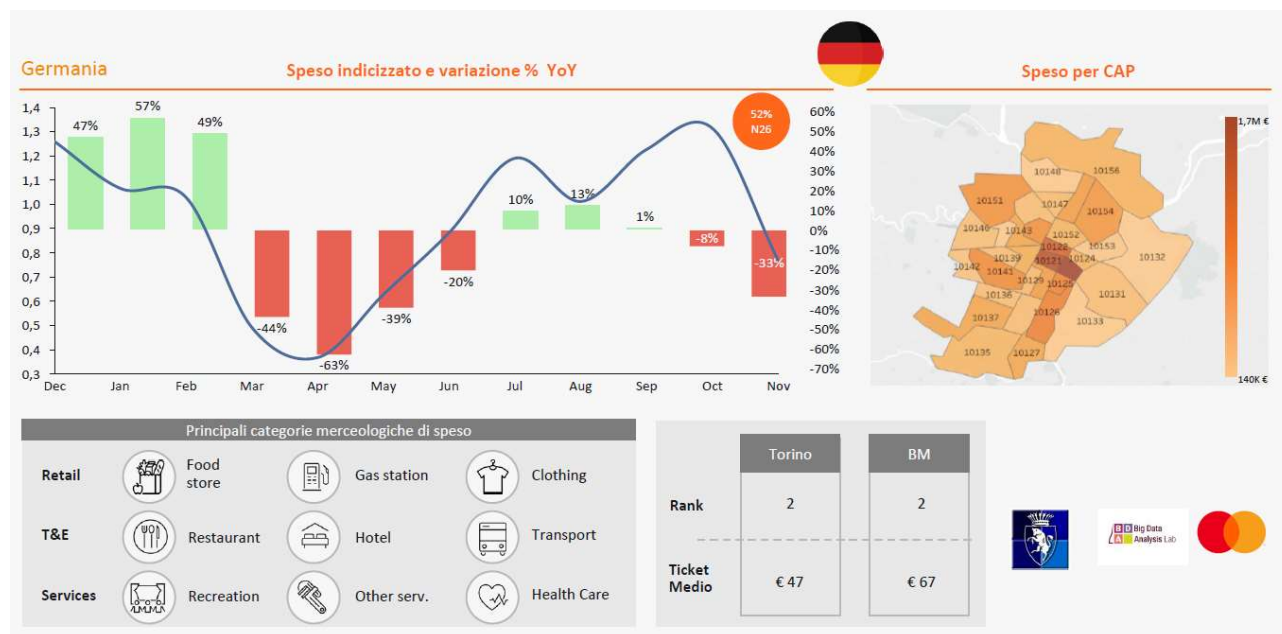 Germania
Speso indicizzato e variazione % YoY
Speso per CAP
1,4
1,3
1,2
1,1
1,0
0,9
0,8
0,7
0,6
0,5
0,4
0,3
47%
57%
49%
-44%
-63%
-39%
-20%
10%
13%
1%
-8%
-33%
52%
N26
60%
50%
40%
30%
20%
10%
0%
-10%
-20%
-30%
-40%
-50%
-60%
-70%
Dec Jan Feb Mar Apr May Jun Jul Aug Sep Oct Nov
1,7M €
140K €
10148
10156
10151
10147
10154
10146
10143
10152
10122
10153
10139
10121
10124
10132
10142
10141
10129
10125
10136
10131
10137
10126
10133
10135
10127
Principali categorie merceologiche di speso
Retail
Food
store
Gas station
Clothing
T&E
Restaurant
Hotel
Transport
Services
Recreation
Other serv.
Health Care
Torino
BM
Rank
2
2
Ticket
Medio
€ 47
€ 67
BDA
Big Data
Analysis Lab